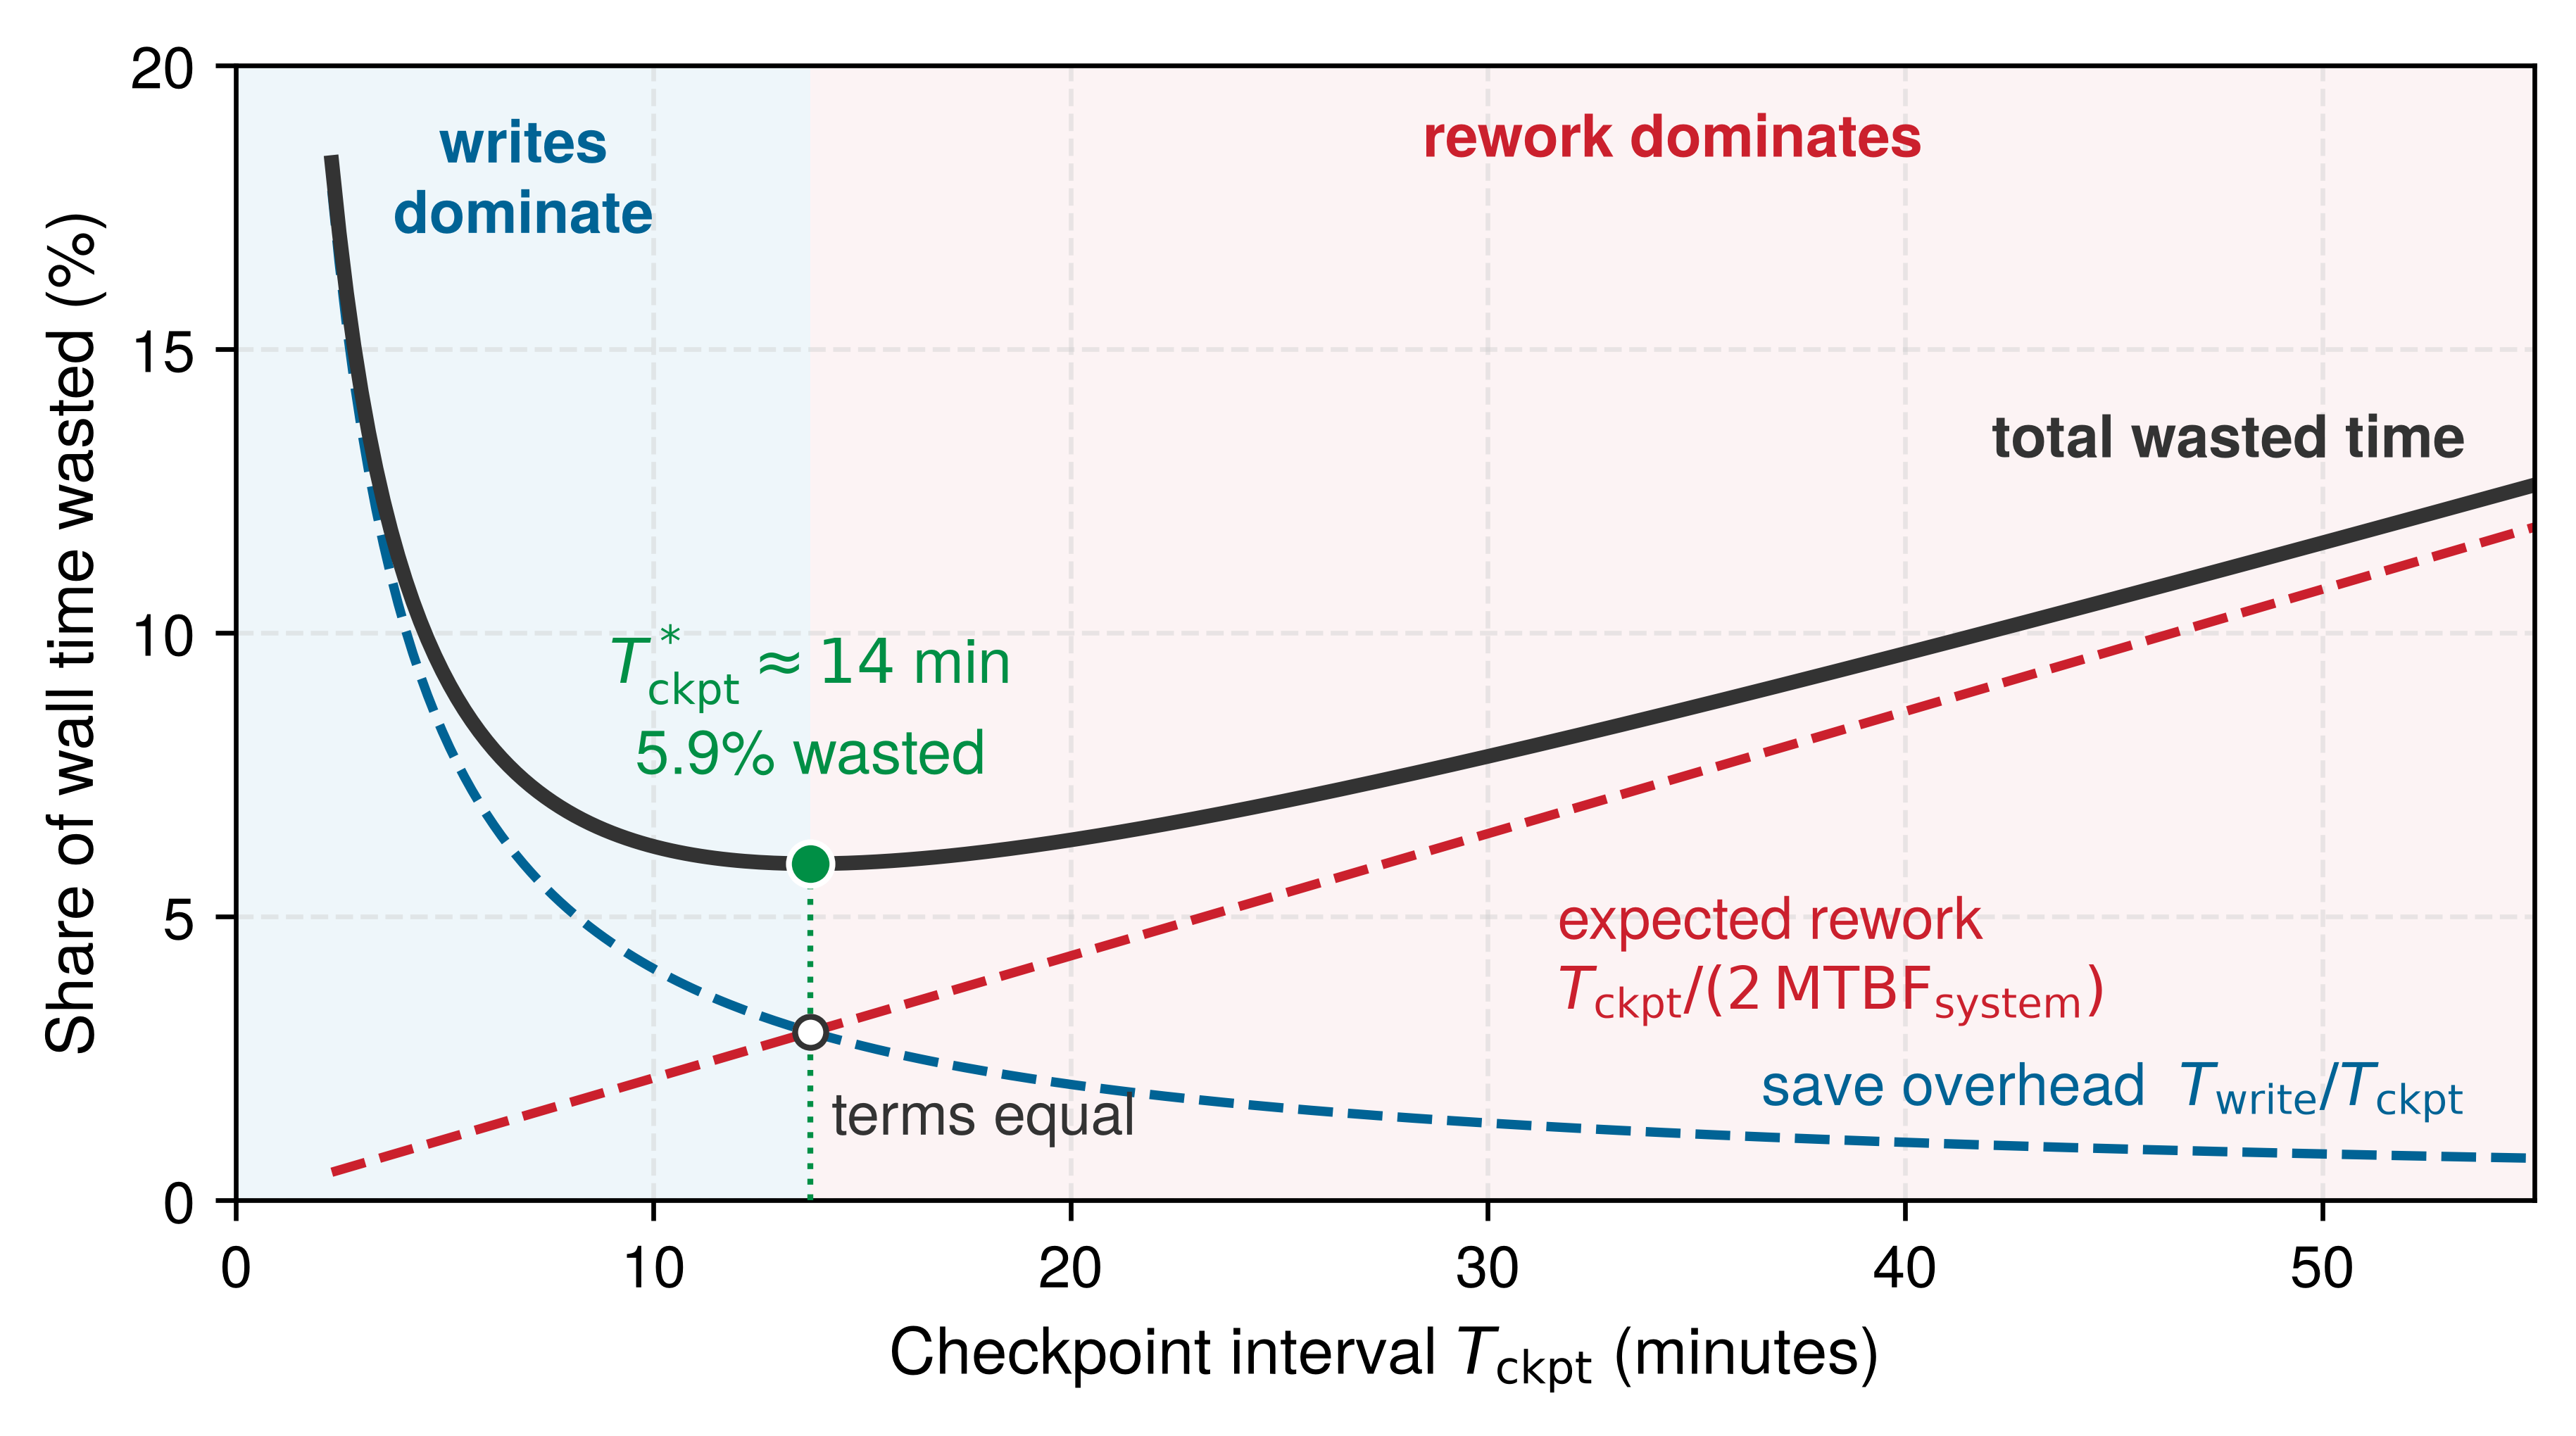 20
15
10
5
0
Share of wall time wasted (%)
writes
dominate
rework dominates
total wasted time
T*ckpt ≈ 14 min
5.9% wasted
expected rework
Tckpt/(2 MTBFsystem)
save overhead Twrite/Tckpt
terms equal
0 10 20 30 40 50
Checkpoint interval Tckpt (minutes)